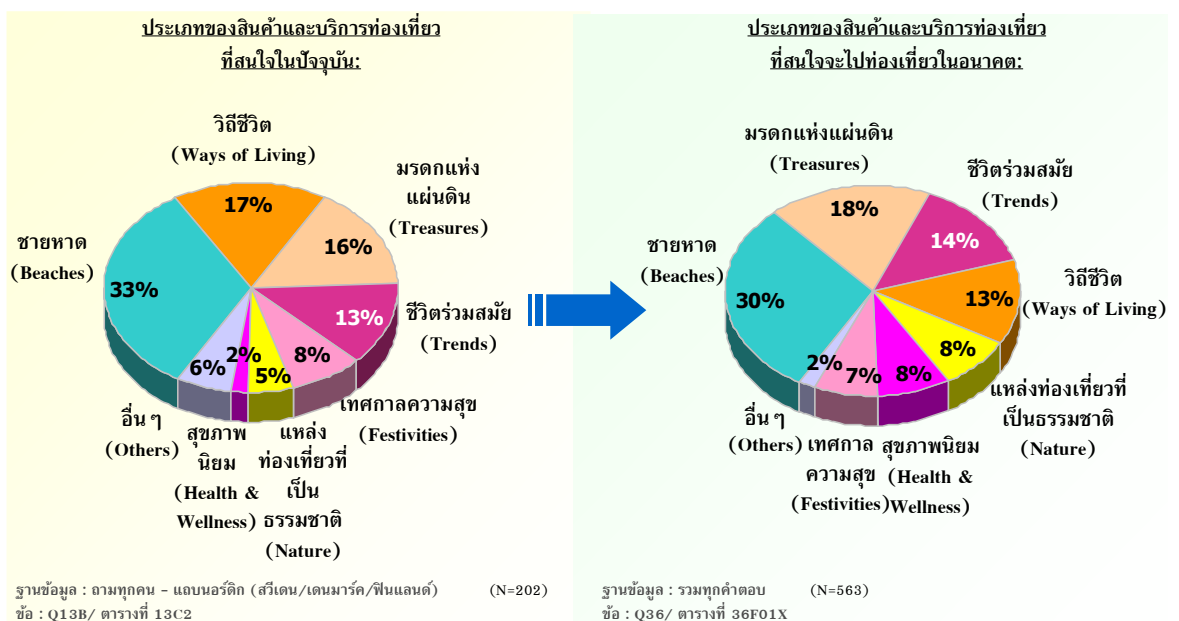 ประเภทของสินค้าและบริการท่องเที่ยว
ที่สนใจในปัจจุบัน:
วิถีชีวิต
(Ways of Living)
17%
มรดกแห่ง
แผ่นดิน
(Treasures)
16%
ชายหาด
(Beaches)
33%
ชีวิตร่วมสมัย
(Trends)
13%
8%
เทศกาลความสุข
(Festivities)
5%
แหล่ง
ท่องเที่ยวที่
เป็น
ธรรมชาติ
(Nature)
2%
สุขภาพ
นิยม
(Health &
Wellness)
6%
อื่นๆ
(Others)
ฐานข้อมูล : ถามทุกคน - แถบนอร์ดิก (สวีเดน/เดนมาร์ค/ฟินแลนด์) (N=202)
ข้อ : Q13B/ ตารางที่ 13C2
ประเภทของสินค้าและบริการท่องเที่ยว
ที่สนใจจะไปท่องเที่ยวในอนาคต:
มรดกแห่งแผ่นดิน
(Treasures)
18%
ชีวิตร่วมสมัย
(Trends)
14%
ชายหาด
(Beaches)
30%
วิถีชีวิต
(Ways of Living)
13%
8%
แหล่งท่องเที่ยวที่
เป็นธรรมชาติ
(Nature)
8%
สุขภาพนิยม
(Health &
Wellness)
7%
เทศกาล
ความสุข
(Festivities)
2%
อื่นๆ
(Others)
ฐานข้อมูล : รวมทุกคำตอบ (N=563)
ข้อ : Q36/ ตารางที่ 36F01X